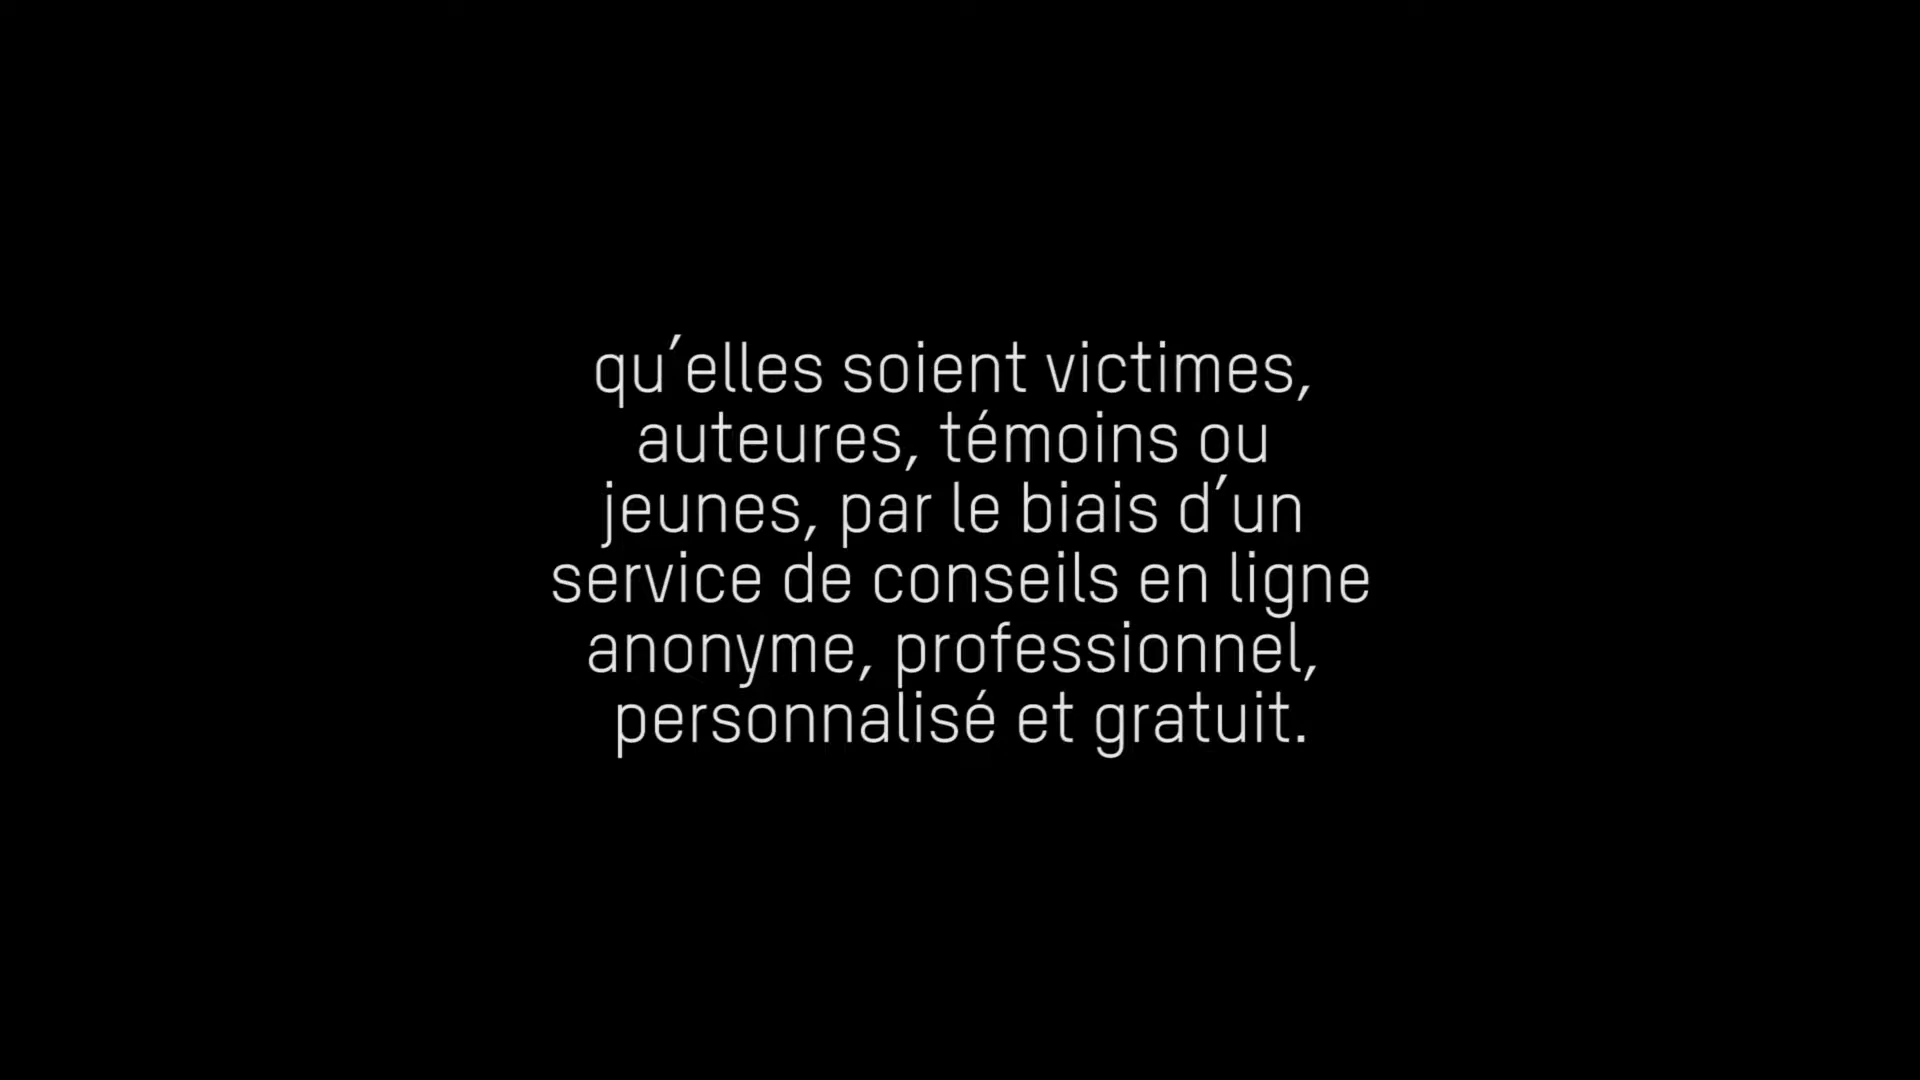 qu’elles soient victimes,
auteures, témoins ou
jeunes, par le biais d’un
service de conseils en ligne
anonyme, professionnel,
personnalisé et gratuit.